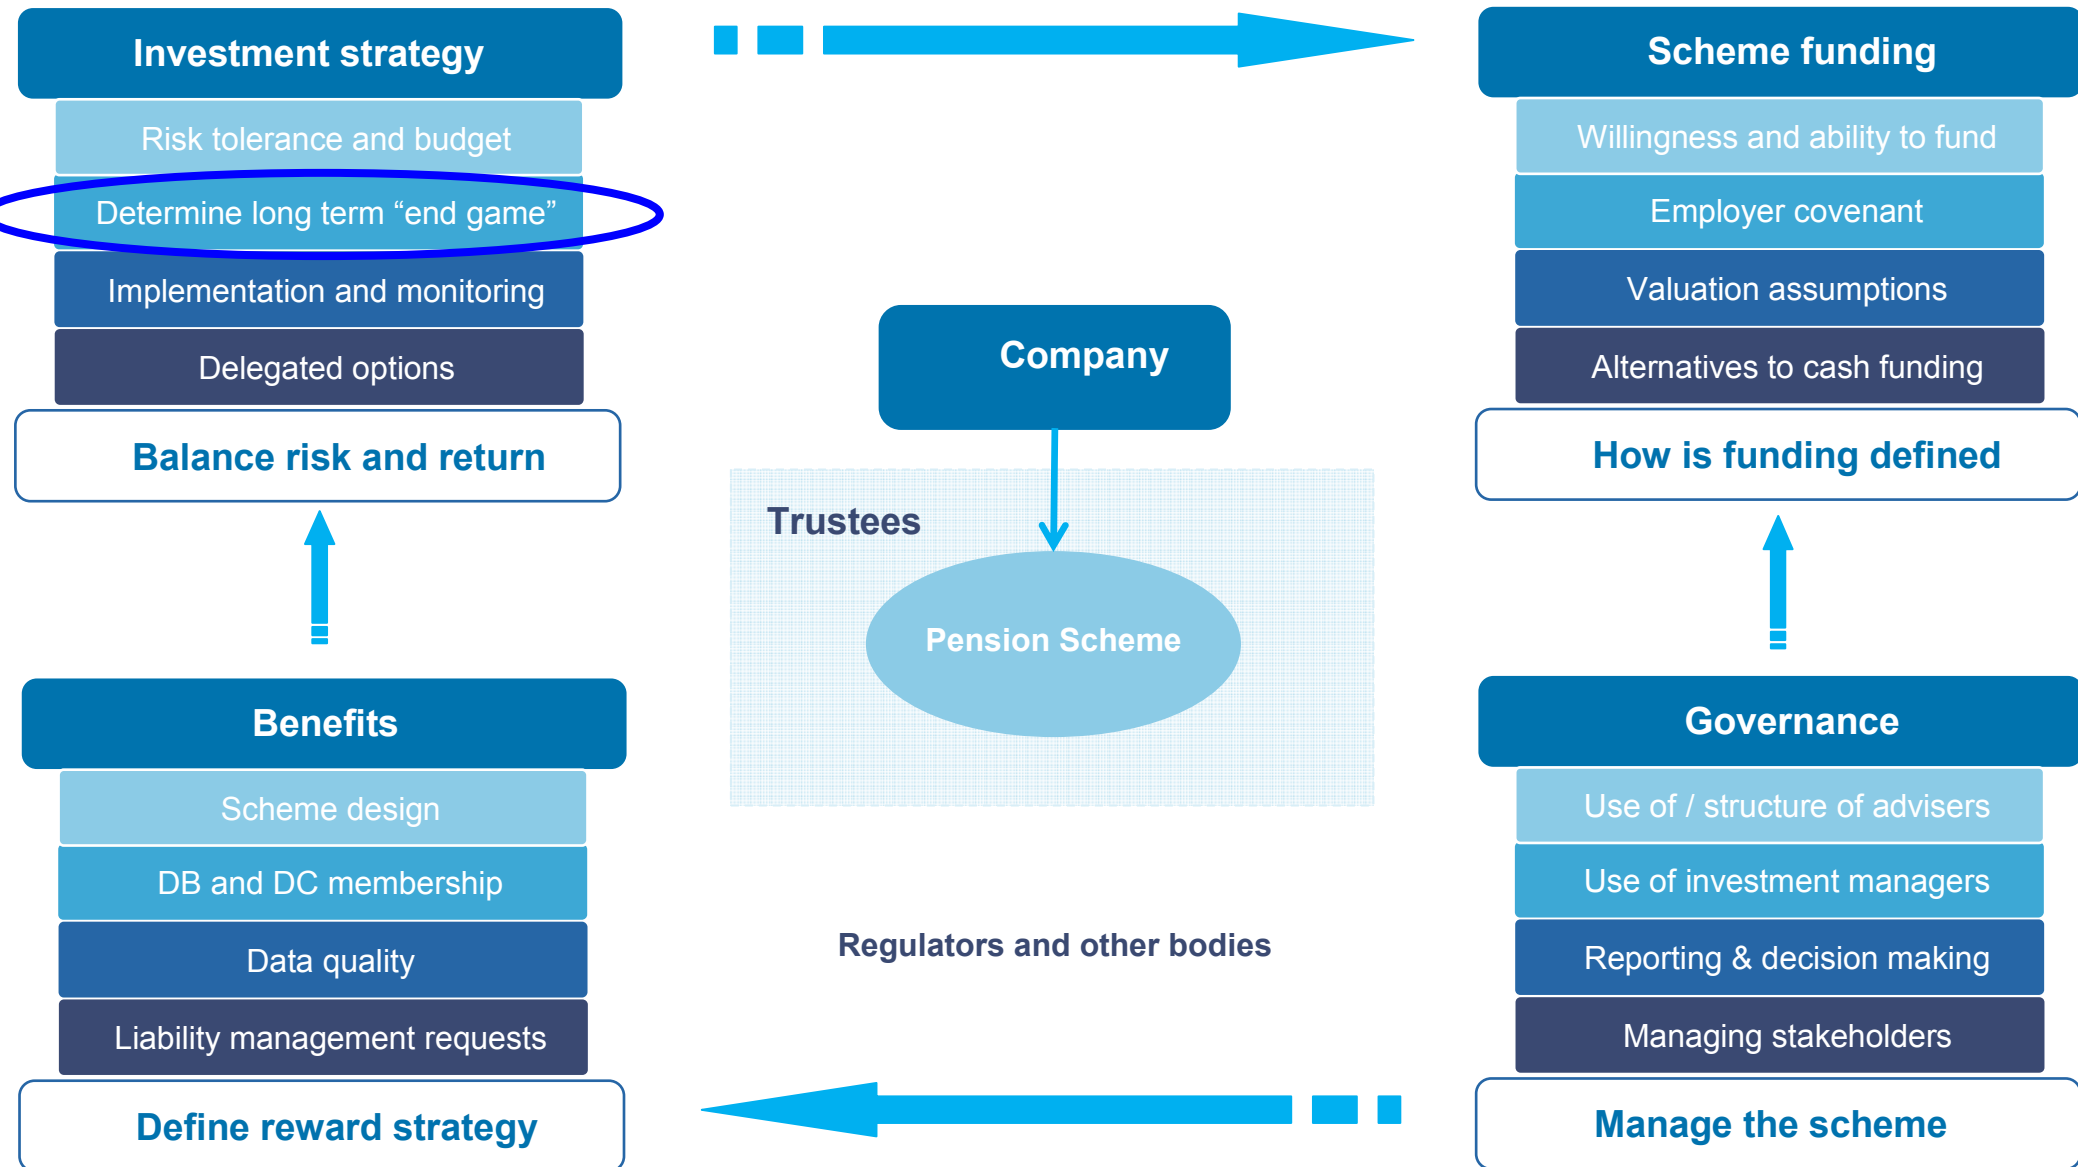 Investment strategy
Risk tolerance and budget
Determine long term “end game”
Implementation and monitoring
Delegated options
Balance risk and return
Scheme funding
Willingness and ability to fund
Employer covenant
Valuation assumptions
Alternatives to cash funding
How is funding defined
Company
Trustees
Pension Scheme
Regulators and other bodies
Benefits
Scheme design
DB and DC membership
Data quality
Liability management requests
Define reward strategy
Governance
Use of / structure of advisers
Use of investment managers
Reporting & decision making
Managing stakeholders
Manage the scheme